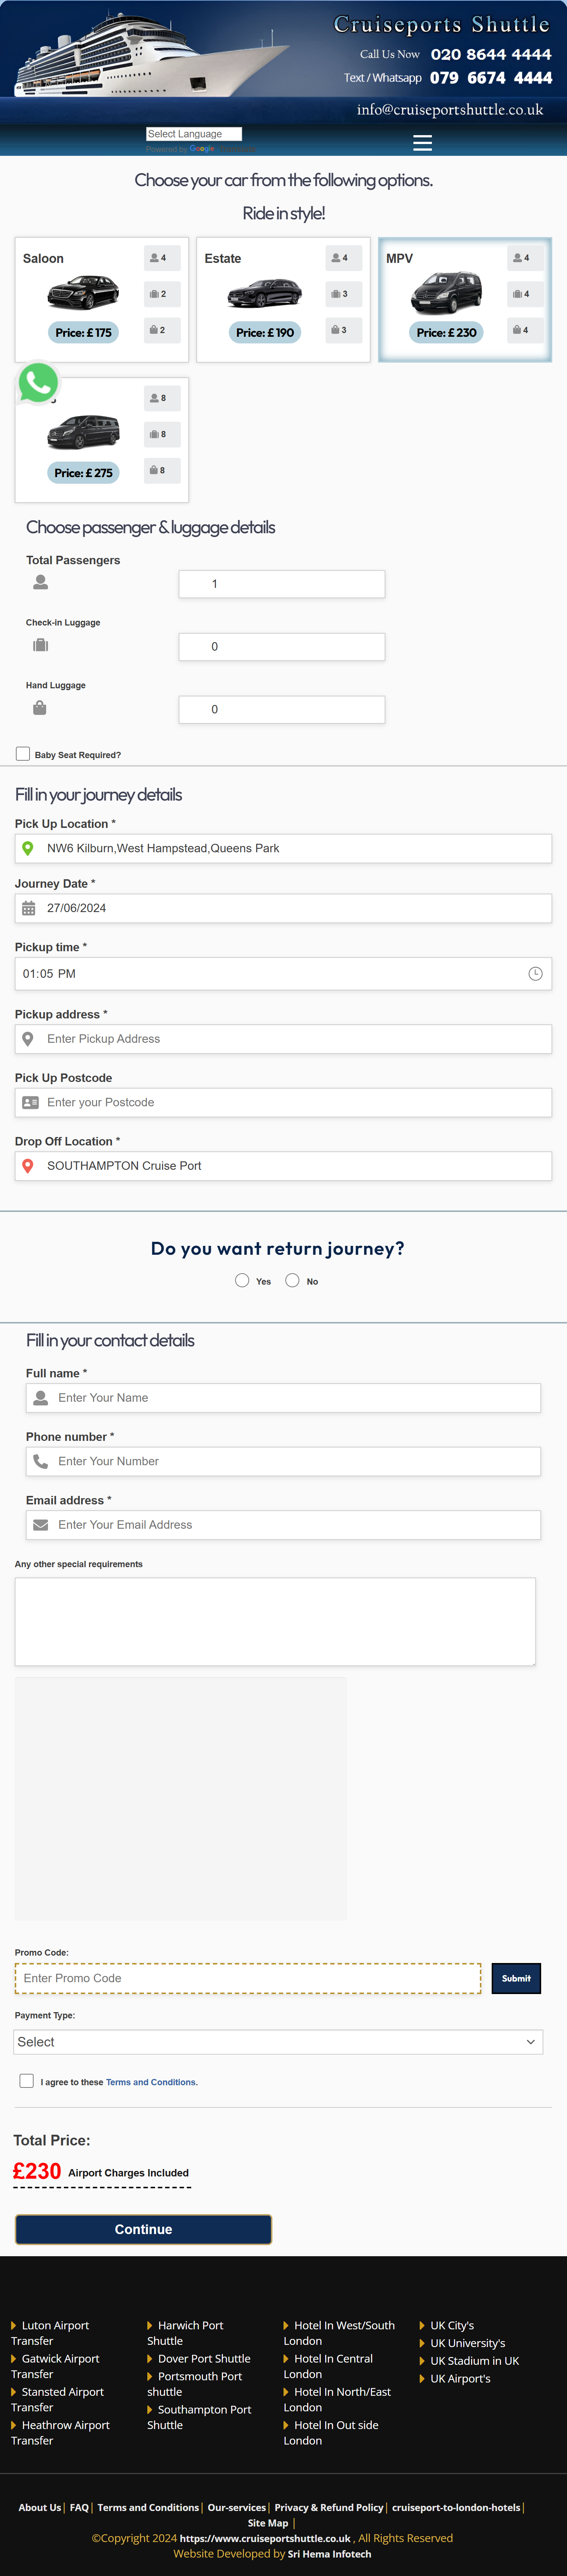 Cruiseports Shuttle
Call Us Now 020 8644 4444
Text / Whatsapp 079 6674 4444
info@cruiseportshuttle.co.uk
Select Language
Powered by Google
Choose your car from the following options.
Ride in style!
Saloon
4
2
2
Price: £ 175
Estate
4
3
3
Price: £ 190
MPV
4
4
4
Price: £ 230
8
8
8
Price: £ 275
Choose passenger & luggage details
Total Passengers
1
Check-in Luggage
0
Hand Luggage
0
Baby Seat Required?
Fill in your journey details
Pick Up Location *
NW6 Kilburn,West Hampstead,Queens Park
Journey Date *
27/06/2024
Pickup time *
01:05 PM
Pickup address *
Enter Pickup Address
Pick Up Postcode
Enter your Postcode
Drop Off Location *
SOUTHAMPTON Cruise Port
Do you want return journey?
Yes No
Fill in your contact details
Full name *
Enter Your Name
Phone number *
Enter Your Number
Email address *
Enter Your Email Address
Any other special requirements
Promo Code:
Enter Promo Code
Submit
Payment Type:
Select
I agree to these Terms and Conditions.
Total Price:
£230 Airport Charges Included
Continue
Luton Airport
Transfer
Gatwick Airport
Transfer
Stansted Airport
Transfer
Heathrow Airport
Transfer
Harwich Port
Shuttle
Dover Port Shuttle
Portsmouth Port
shuttle
Southampton Port
Shuttle
Hotel In West/South
London
Hotel In Central
London
Hotel In North/East
London
Hotel In Out side
London
UK City's
UK University's
UK Stadium in UK
UK Airport's
About Us | FAQ | Terms and Conditions | Our-services | Privacy & Refund Policy | cruiseport-to-london-hotels |
Site Map |
©Copyright 2024 https://www.cruiseportshuttle.co.uk , All Rights Reserved
Website Developed by Sri Hema Infotech